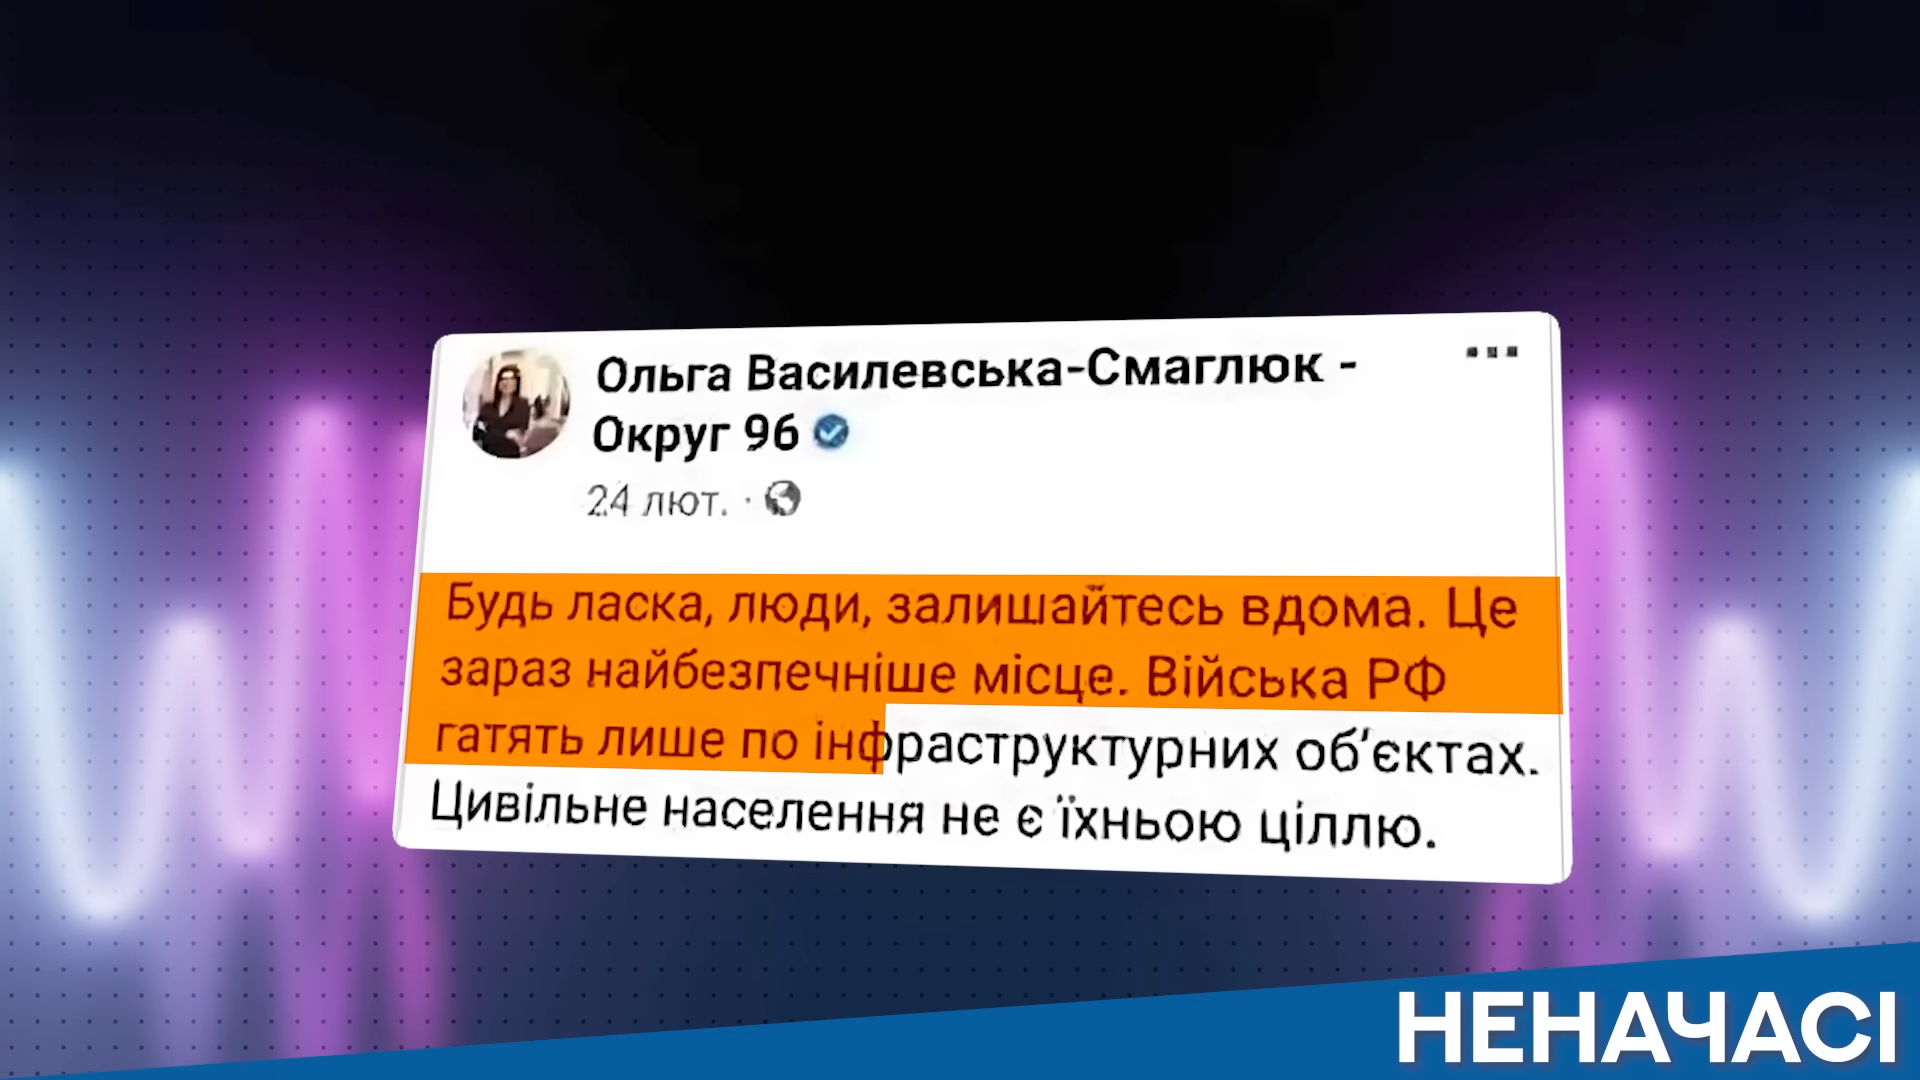 Ольга Василевська-Смаглюк -
Округ 96
24 лют. ·
Будь ласка, люди, залишайтесь вдома. Це
зараз найбезпечніше місце. Війська РФ
гатять лише по інфраструктурних об'єктах.
Цивільне населення не є їхньою ціллю.
НЕНАЧАСІ